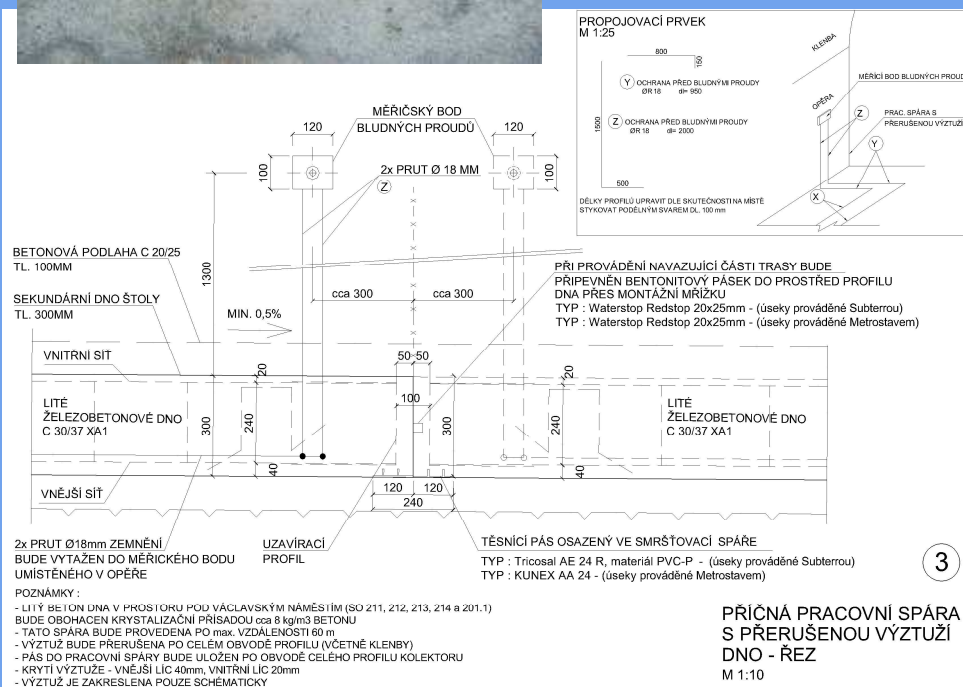 PROPOJOVACÍ PRVEK
M 1:25
800
150
Y OCHRANA PŘED BLUDNÝMI PROUDY
ØR 18 dl= 950
1500
Z OCHRANA PŘED BLUDNÝMI PROUDY
ØR 18 dl= 2000
500
DÉLKY PROFILŮ UPRAVIT DLE SKUTEČNOSTI NA MÍSTĚ
STYKOVAT PODÉLNÝM SVAREM DL. 100 mm
KLENBA
OPĚRA
MĚŘÍCÍ BOD BLUDNÝCH
Z
PRAC. SPÁRA S
PŘERUŠENOU VÝZTUŽÍ
Y
X
MĚŘIČSKÝ BOD
BLUDNÝCH PROUDŮ
120
120
100
100
2x PRUT Ø 18 MM
Z
BETONOVÁ PODLAHA C 20/25
TL. 100MM
1300
SEKUNDÁRNÍ DNO ŠTOLY
TL. 300MM
MIN. 0,5%
cca 300
cca 300
PŘI PROVÁDĚNÍ NAVAZUJÍCÍ ČÁSTI TRASY BUDE
PŘIPEVNĚN BENTONITOVÝ PÁSEK DO PROSTŘED PROFILU
DNA PŘES MONTÁŽNÍ MŘÍŽKU
TYP : Waterstop Redstop 20x25mm - (úseky prováděné Subterrou)
TYP : Waterstop Redstop 20x25mm - (úseky prováděné Metrostavem)
VNITŘNÍ SÍŤ
50 50
20
20
100
LITÉ
ŽELEZOBETONOVÉ DNO
C 30/37 XA1
300
240
300
240
LITÉ
ŽELEZOBETONOVÉ DNO
C 30/37 XA1
40
40
VNĚJŠÍ SÍŤ
120
120
240
2x PRUT Ø18mm ZEMNĚNÍ
BUDE VYTAŽEN DO MĚŘICKÉHO BODU
UMÍSTĚNÉHO V OPĚŘE
UZAVÍRACÍ
PROFIL
TĚSNÍCÍ PÁS OSAZENÝ VE SMRŠŤOVACÍ SPÁŘE
TYP : Tricosal AE 24 R, materiál PVC-P - (úseky prováděné Subterrou)
TYP : KUNEX AA 24 - (úseky prováděné Metrostavem)
3
POZNÁMKY :
- LITÝ BETON DNA V PROSTORU POD VÁCLAVSKÝM NÁMĚSTÍM (SO 211, 212, 213, 214 a 201.1)
BUDE OBOHACEN KRYSTALIZAČNÍ PŘÍSADOU cca 8 kg/m3 BETONU
- TATO SPÁRA BUDE PROVEDENA PO max. VZDÁLENOSTI 60 m
- VÝZTUŽ BUDE PŘERUŠENA PO CELÉM OBVODĚ PROFILU (VČETNĚ KLENBY)
- PÁS DO PRACOVNÍ SPÁRY BUDE ULOŽEN PO OBVODĚ CELÉHO PROFILU KOLEKTORU
- KRYTÍ VÝZTUŽE - VNĚJŠÍ LÍC 40mm, VNITŘNÍ LÍC 20mm
- VÝZTUŽ JE ZAKRESLENA POUZE SCHÉMATICKY
PŘÍČNÁ PRACOVNÍ SPÁRA
S PŘERUŠENOU VÝZTUŽÍ
DNO - ŘEZ
M 1:10